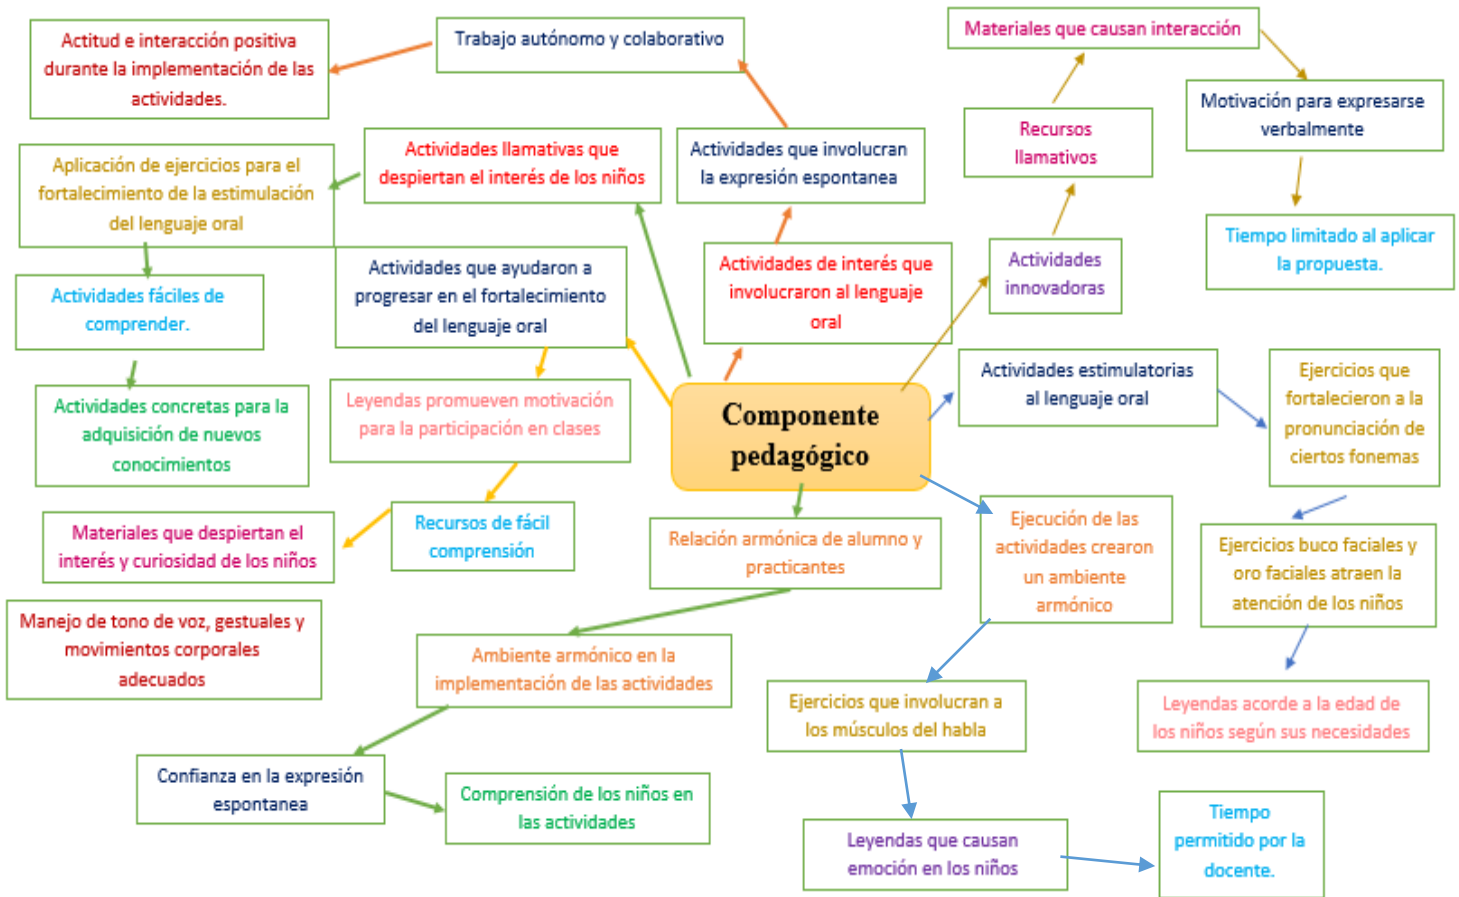 Actitud e interacción positiva
durante la implementación de las
actividades.
Trabajo autónomo y colaborativo
Materiales que causan interacción
Motivación para expresarse
verbalmente
Recursos
llamativos
Actividades que involucran
la expresión espontanea
Actividades llamativas que
despiertan el interés de los niños
Aplicación de ejercicios para el
fortalecimiento de la estimulación
del lenguaje oral
Tiempo limitado al aplicar
la propuesta.
Actividades
innovadoras
Actividades de interés que
involucraron al lenguaje
oral
Actividades que ayudaron a
progresar en el fortalecimiento
del lenguaje oral
Actividades fáciles de
comprender.
Actividades estimulatorias
al lenguaje oral
Ejercicios que
fortalecieron a la
pronunciación de
ciertos fonemas
Componente
pedagógico
Leyendas promueven motivación
para la participación en clases
Actividades concretas para la
adquisición de nuevos
conocimientos
Recursos de fácil
comprensión
Materiales que despiertan el
interés y curiosidad de los niños
Relación armónica de alumno y
practicantes
Ejecución de las
actividades crearon
un ambiente
armónico
Ejercicios buco faciales y
oro faciales atraen la
atención de los niños
Manejo de tono de voz, gestuales y
movimientos corporales
adecuados
Ambiente armónico en la
implementación de las actividades
Ejercicios que involucran a
los músculos del habla
Leyendas acorde a la edad de
los niños según sus necesidades
Confianza en la expresión
espontanea
Comprensión de los niños en
las actividades
Leyendas que causan
emoción en los niños
Tiempo
permitido por la
docente.